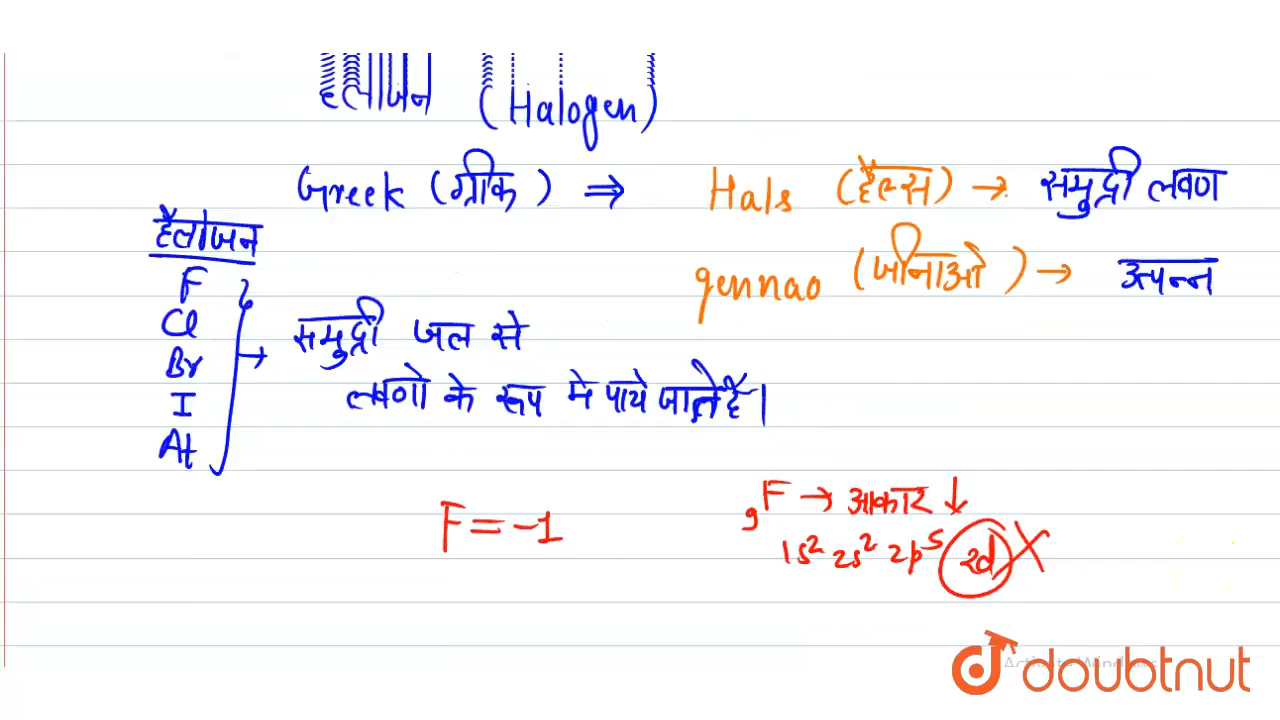 हैलोजन (Halogen)
Greek (ग्रीक) ⇒ Hals (हैल्स) → समुद्री लवण
gennao (जीनाओ) → उत्पन्न
हैलोजन
F
Cl
Br
I
At
→ समुद्री जल से
लवणो के रूप मे पाये जाते है।
F = -1
₉F → आकार ↓
1s² 2s² 2p⁵ 2d X
doubtnut